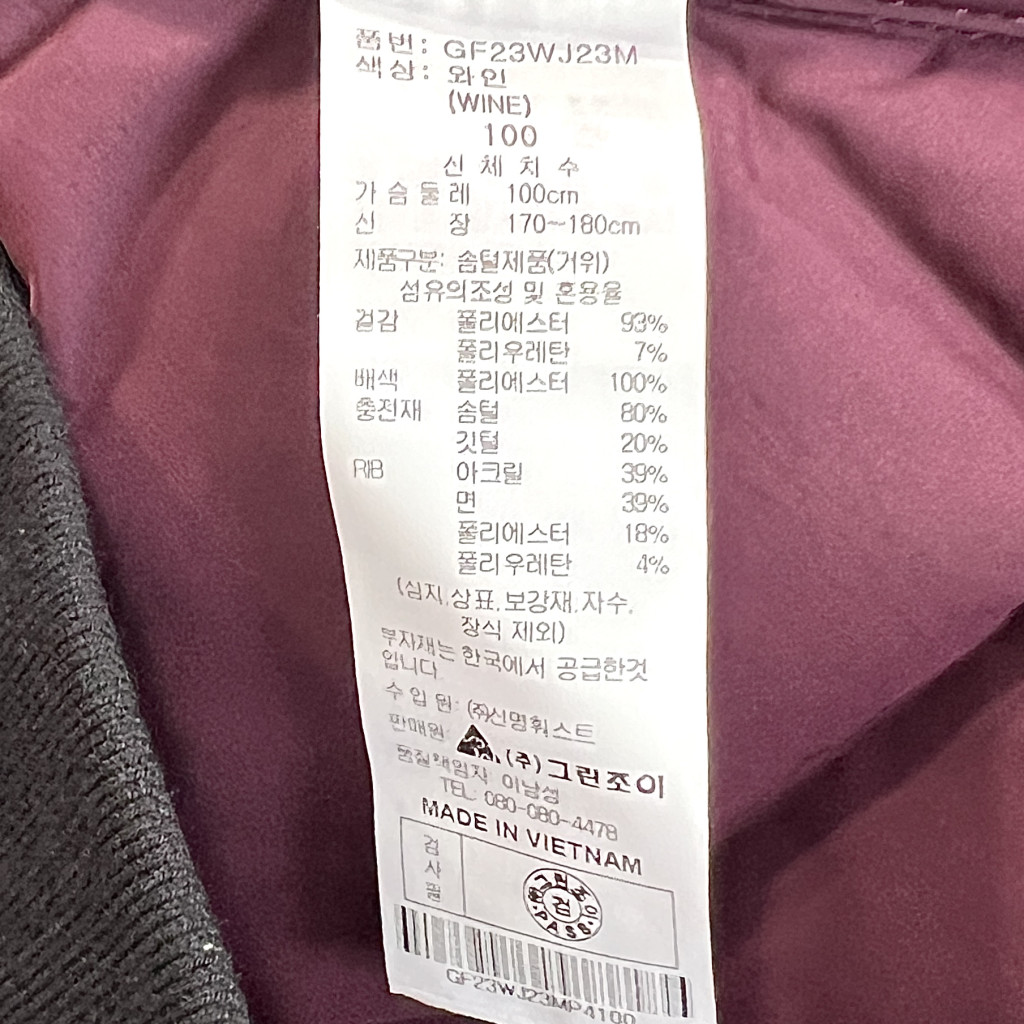 품번: GF23WJ23M
색상: 와인
(WINE)
100
신 체 치 수
가슴둘레 100cm
신 장 170~180cm
제품구분: 솜털제품(거위)
섬유의조성 및 혼용율
겉감 폴리에스터 93%
폴리우레탄 7%
배색 폴리에스터 100%
충전재 솜털 80%
깃털 20%
RIB 아크릴 39%
면 39%
폴리에스터 18%
폴리우레탄 4%
(심지,상표,보강재,자수,
장식 제외)
부자재는 한국에서 공급한것
입니다.
수 입 원: (주)신명훠스트
판매원: (주)그린조이
품질책임자 이남성
TEL: 080-080-4478
MADE IN VIETNAM
검사필
그린조이
검
PASS
GF23WJ23MP4100